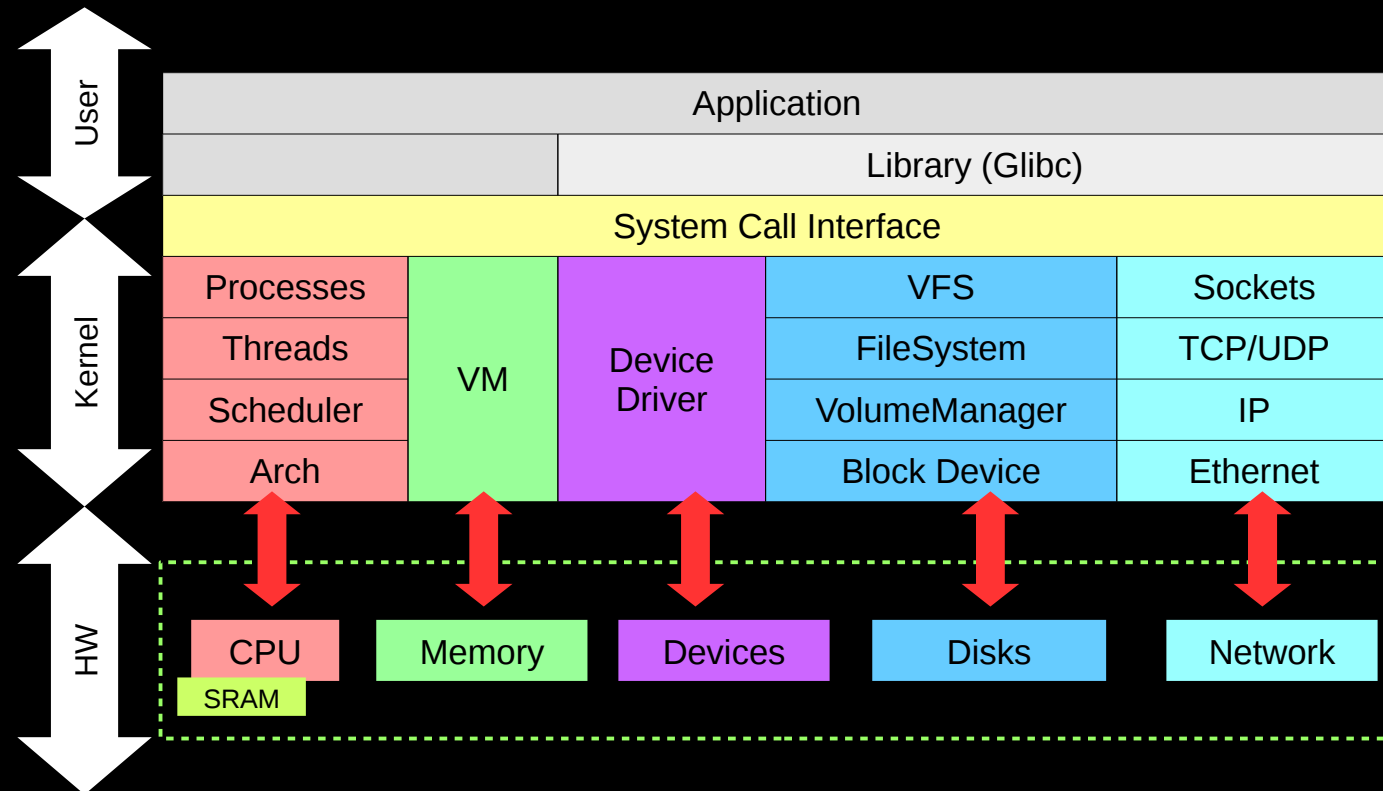 User
Application
Library (Glibc)
System Call Interface
Kernel
Processes
Threads
Scheduler
Arch
VM
Device
Driver
VFS
FileSystem
VolumeManager
Block Device
Sockets
TCP/UDP
IP
Ethernet
HW
CPU
SRAM
Memory
Devices
Disks
Network